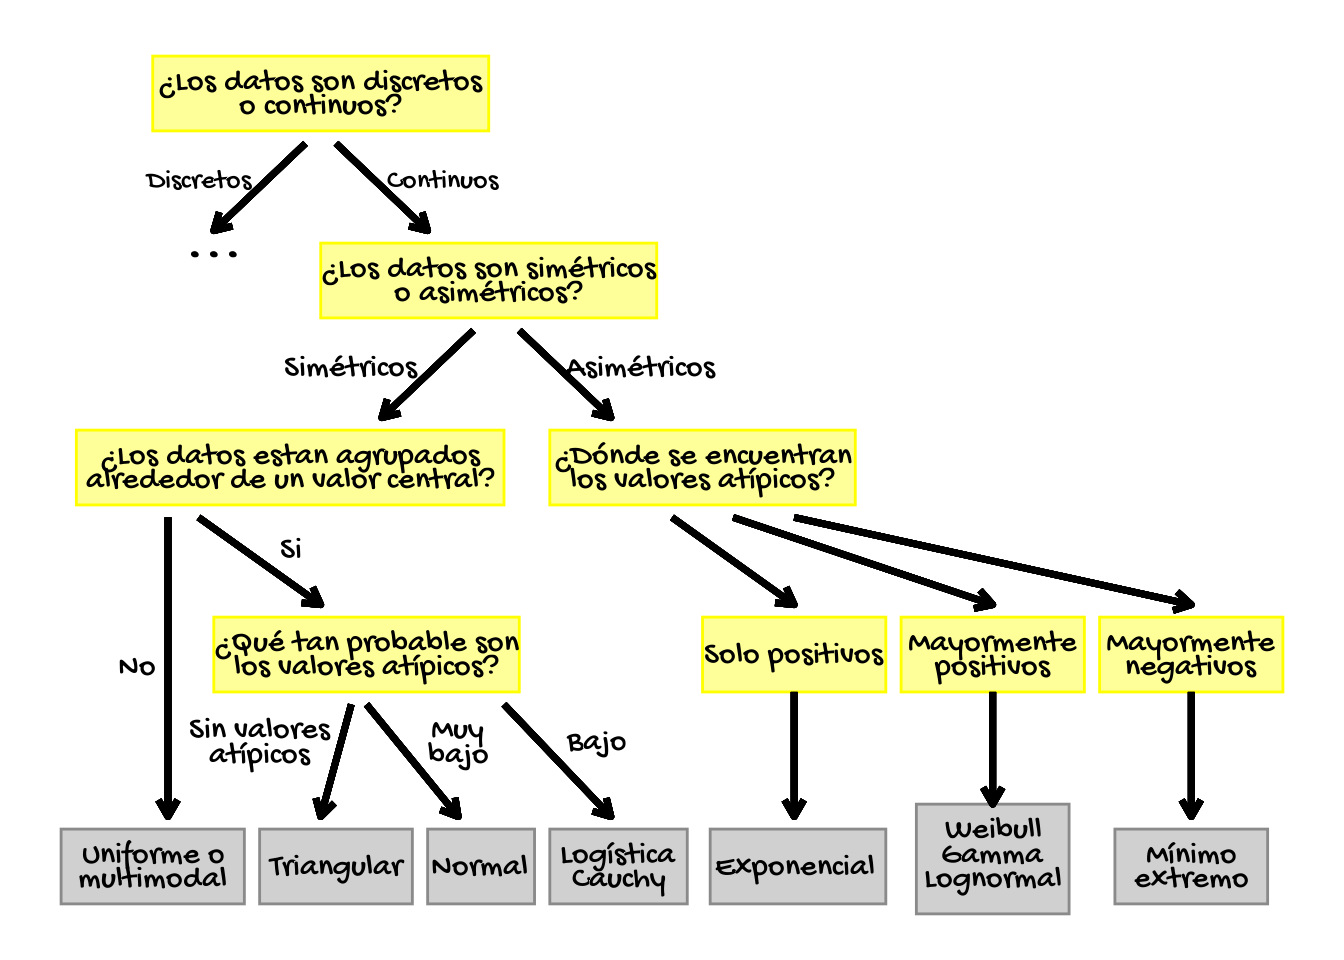 ¿Los datos son discretos
o continuos?
Discretos
Continuos
...
¿Los datos son simétricos
o asimétricos?
Simétricos
Asimétricos
¿Los datos estan agrupados
alrededor de un valor central?
¿Dónde se encuentran
los valores atípicos?
Si
No
¿Qué tan probable son
los valores atípicos?
Solo positivos
Mayormente
positivos
Mayormente
negativos
Sin valores
atípicos
Muy
bajo
Bajo
Uniforme o
multimodal
Triangular
Normal
Logística
Cauchy
Exponencial
Weibull
Gamma
Lognormal
Mínimo
extremo